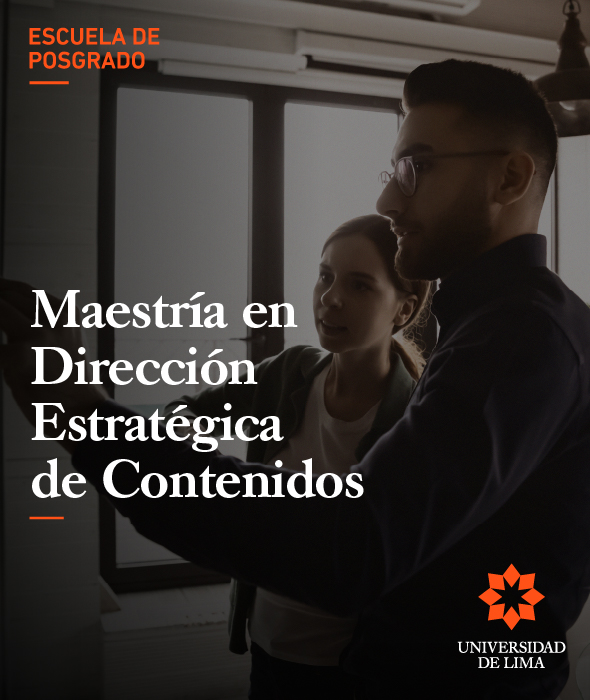 ESCUELA DE
POSGRADO
Maestría en
Dirección
Estratégica
de Contenidos
UNIVERSIDAD
DE LIMA